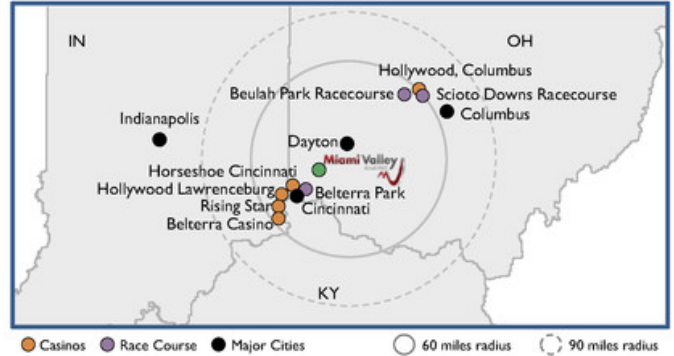 IN
OH
Hollywood, Columbus
Beulah Park Racecourse
Scioto Downs Racecourse
Columbus
Indianapolis
Dayton
Miami Valley
Horseshoe Cincinnati
Hollywood Lawrenceburg
Belterra Park
Rising Star
Cincinnati
Belterra Casino
KY
Casinos
Race Course
Major Cities
60 miles radius
90 miles radius